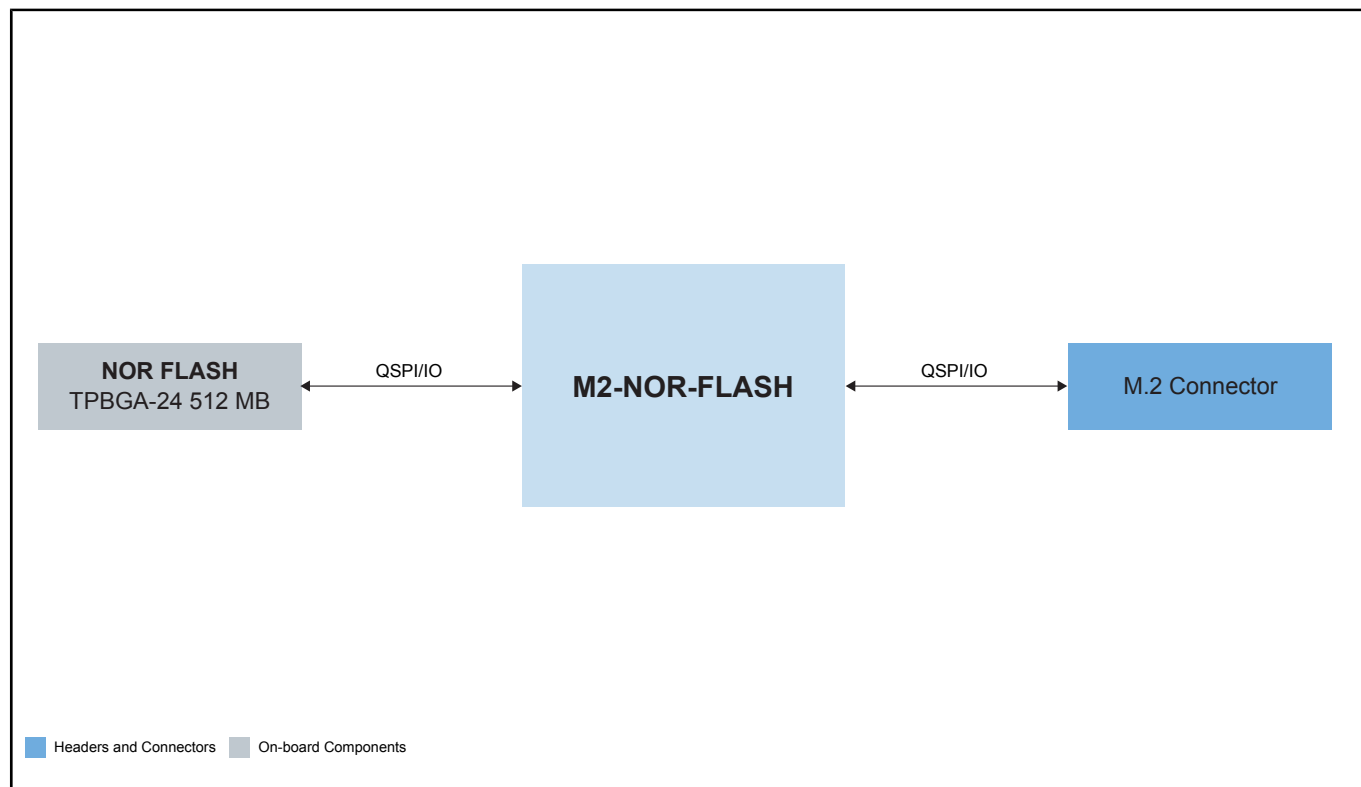 NOR FLASH
TPBGA-24 512 MB
QSPI/IO
M2-NOR-FLASH
QSPI/IO
M.2 Connector
Headers and Connectors
On-board Components